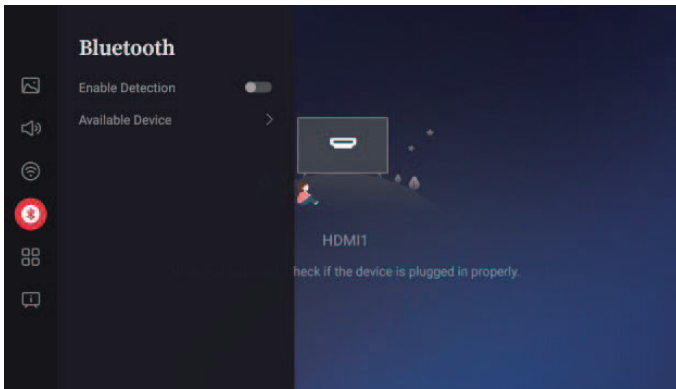 Bluetooth
Enable Detection
Available Device
HDMI1
heck if the device is plugged in properly.